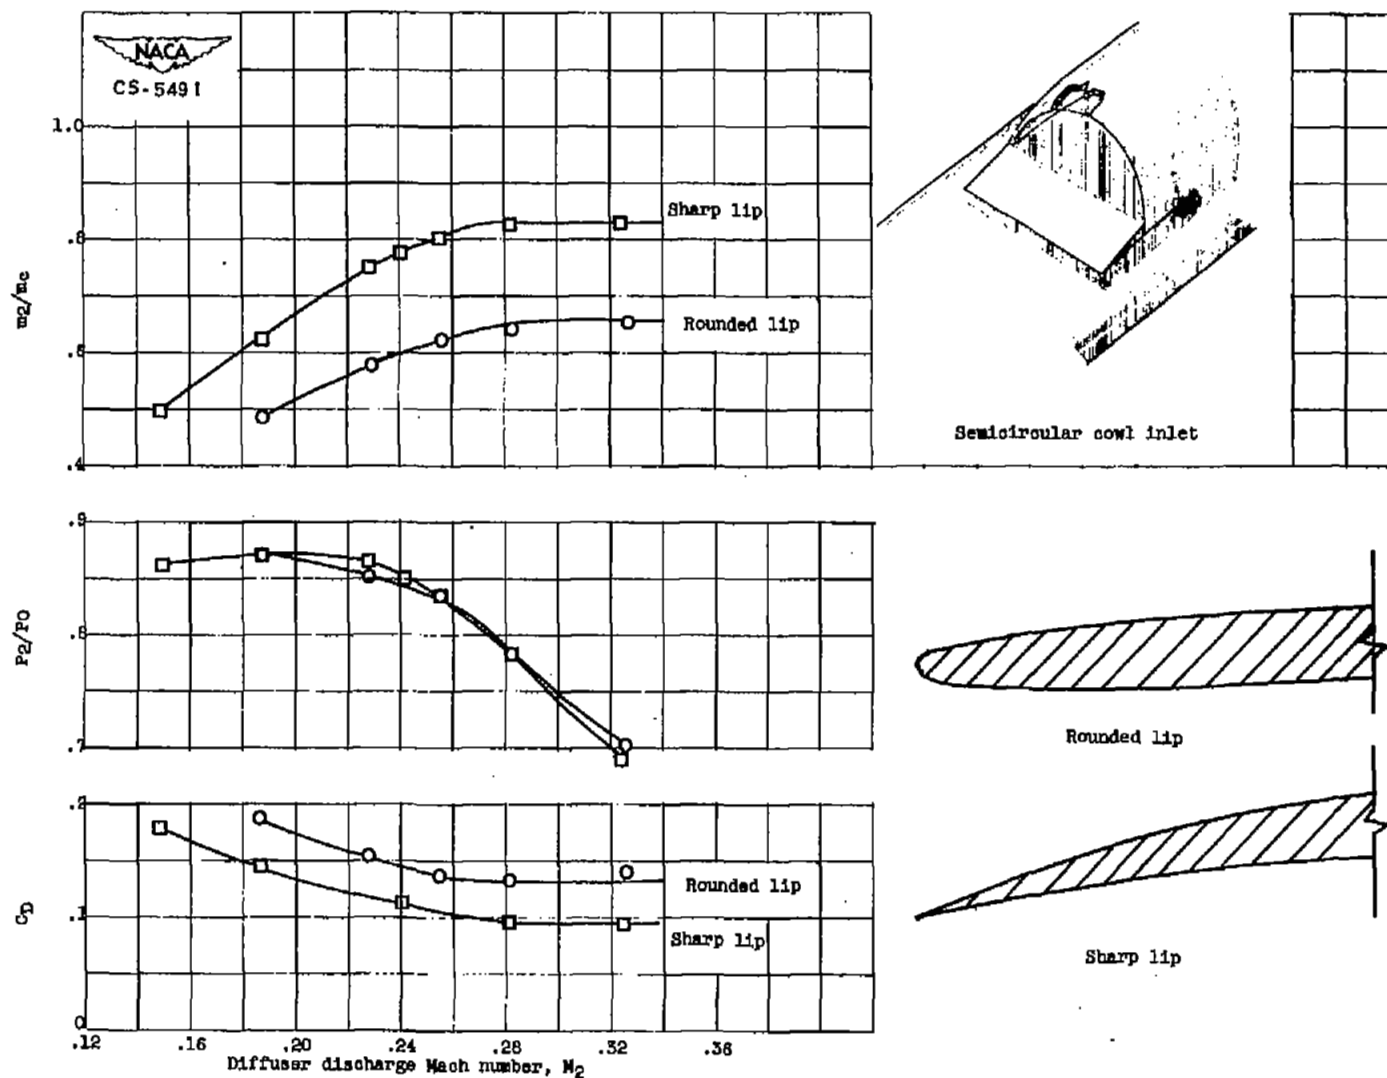 NACA
CS-5491
1.0
.8
.6
.4
m2/mc
Sharp lip
Rounded lip
Semicircular cowl inlet
.9
.8
.7
P2/P0
Rounded lip
.2
.1
0
CD
Rounded lip
Sharp lip
Sharp lip
.12 .16 .20 .24 .28 .32 .36
Diffuser discharge Mach number, M2